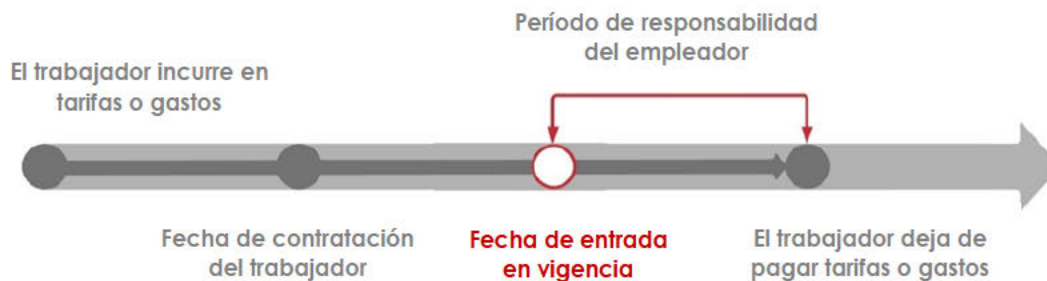 Período de responsabilidad
del empleador
El trabajador incurre en
tarifas o gastos
Fecha de contratación
del trabajador
Fecha de entrada
en vigencia
El trabajador deja de
pagar tarifas o gastos